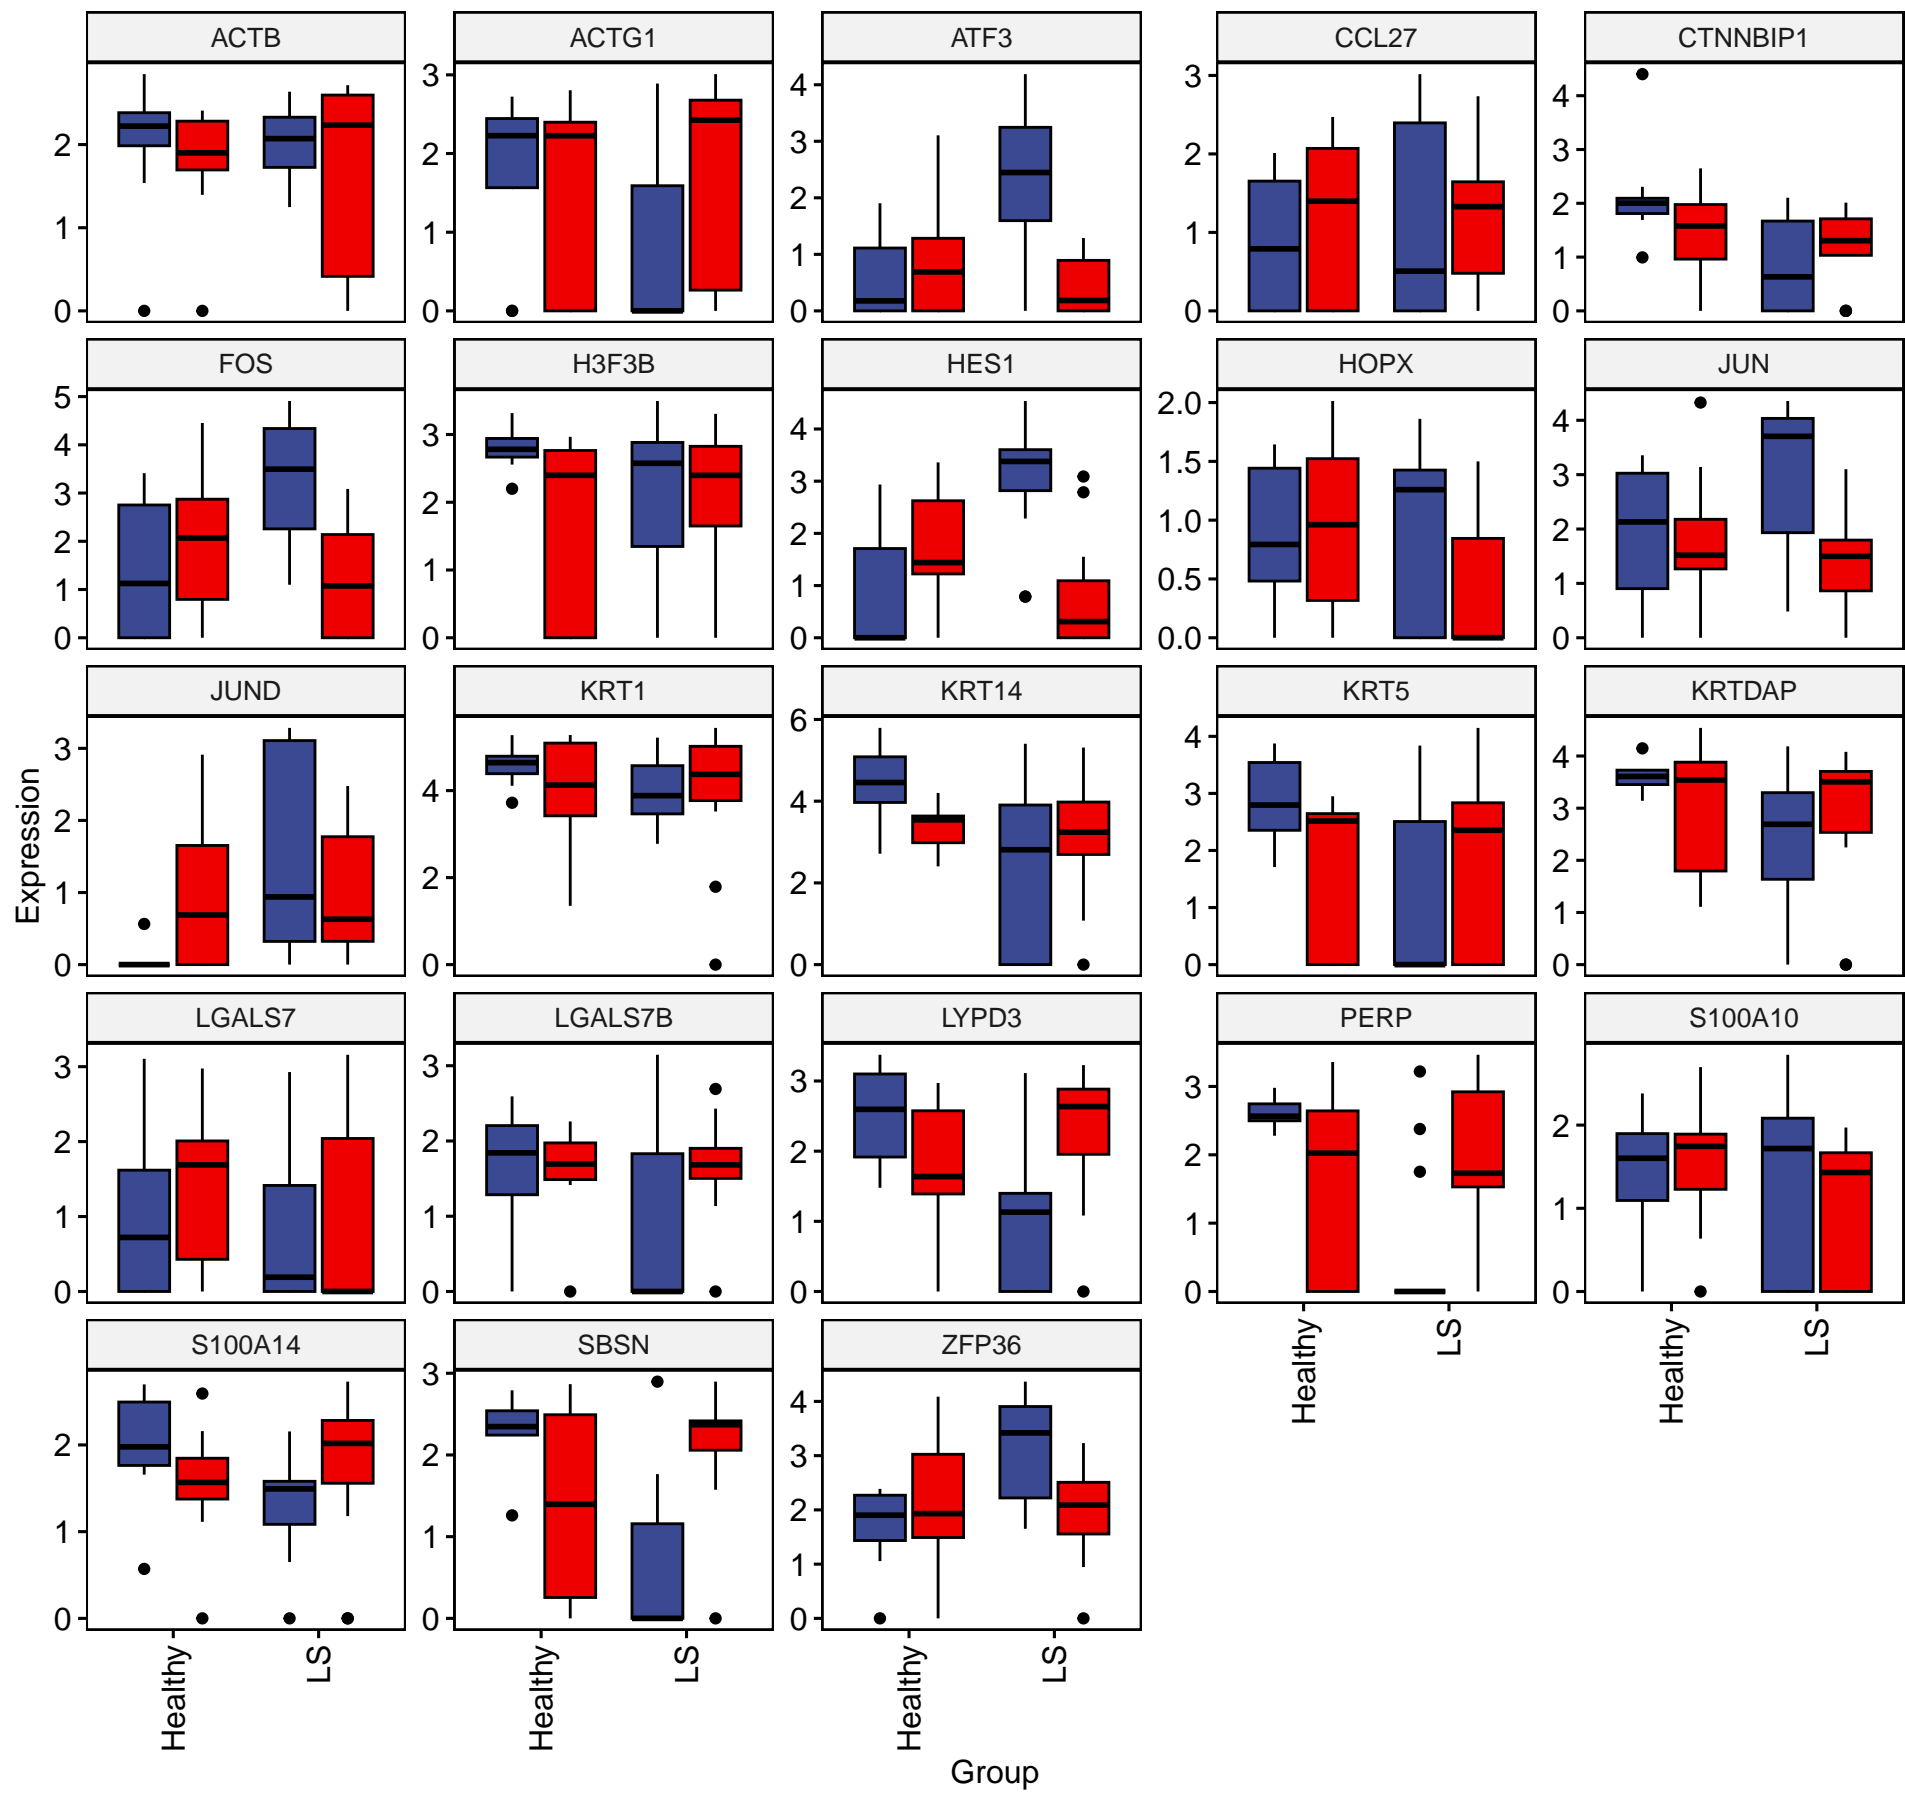 ACTB ACTG1 ATF3 CCL27 CTNNBIP1
2 1 0 3 2 1 0 4 3 2 1 0 3 2 1 0 4 3 2 1 0
FOS H3F3B HES1 HOPX JUN
5 4 3 2 1 0 3 2 1 0 4 3 2 1 0 2.0 1.5 1.0 0.5 0.0 4 3 2 1 0
JUND KRT1 KRT14 KRT5 KRTDAP
3 2 1 0 4 2 0 6 4 2 0 4 3 2 1 0 4 3 2 1 0
Expression
LGALS7 LGALS7B LYPD3 PERP S100A10
3 2 1 0 3 2 1 0 3 2 1 0 3 2 1 0 2 1 0
Healthy LS Healthy LS
S100A14 SBSN ZFP36
2 1 0 3 2 1 0 4 3 2 1 0
Healthy LS Healthy LS Healthy LS
Group